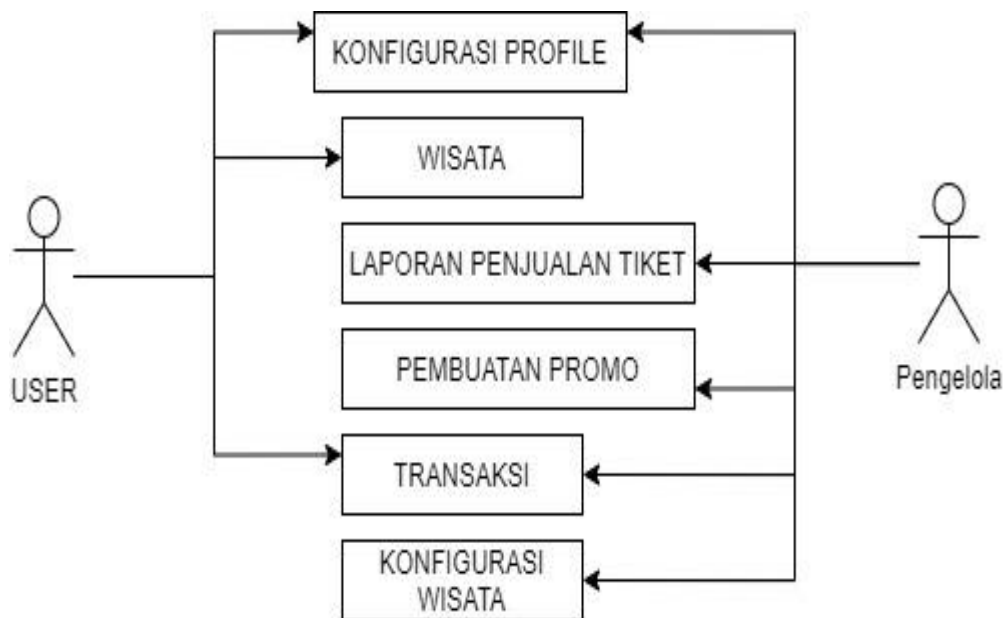 KONFIGURASI PROFILE
WISATA
LAPORAN PENJUALAN TIKET
PEMBUATAN PROMO
TRANSAKSI
KONFIGURASI
WISATA
USER
Pengelola